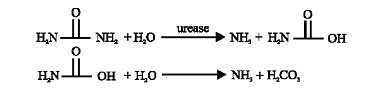 O O
H₂N NH₂ + H₂O urease NH₃ + H₂N OH
O
H₂N OH + H₂O NH₃ + H₂CO₃